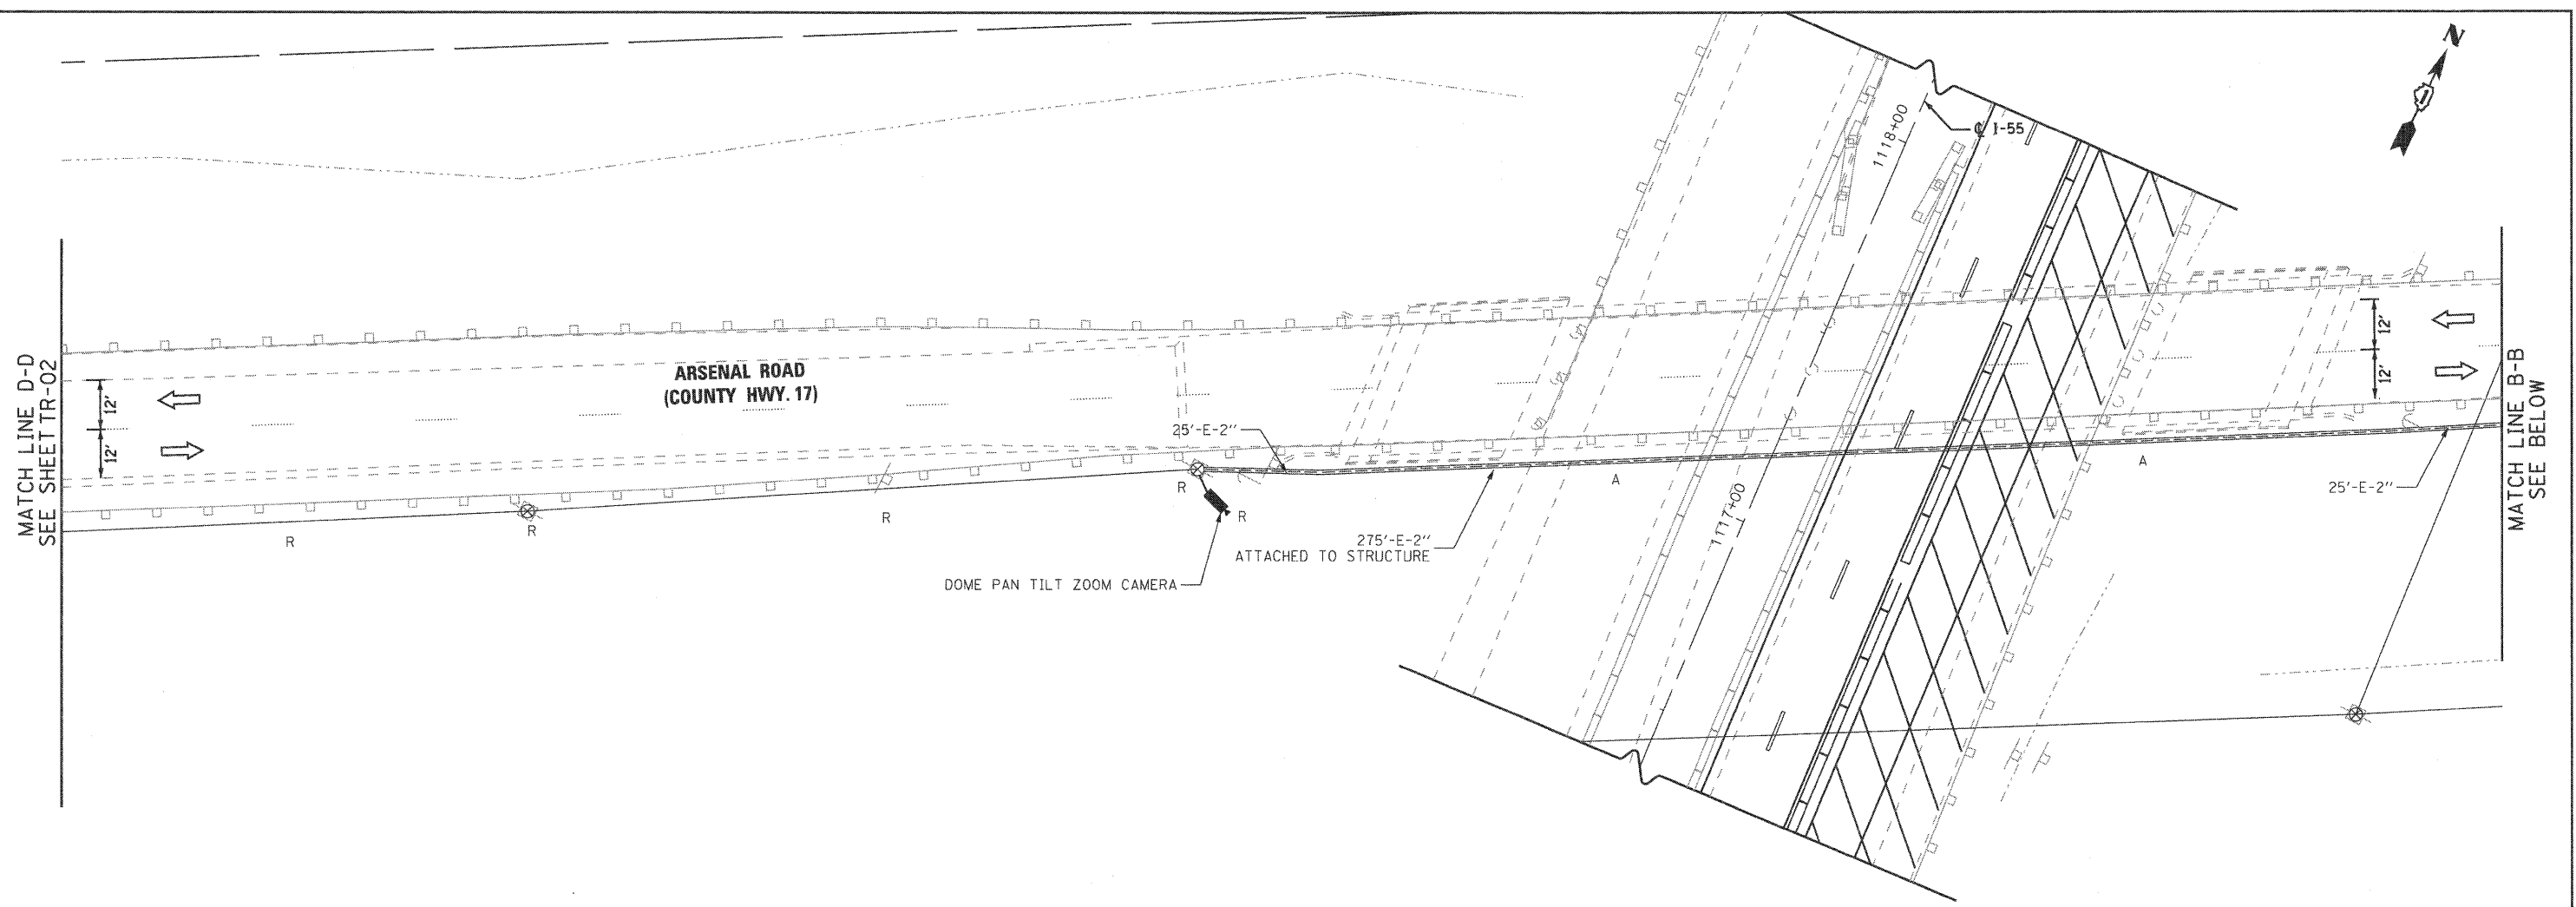 N
1118+00
℄ I-55
MATCH LINE D-D
SEE SHEET TR-02
12'
12'
ARSENAL ROAD
(COUNTY HWY. 17)
12'
12'
MATCH LINE B-B
SEE BELOW
25'-E-2"
R
R
R
R
R
A
A
25'-E-2"
1117+00
275'-E-2"
ATTACHED TO STRUCTURE
DOME PAN TILT ZOOM CAMERA